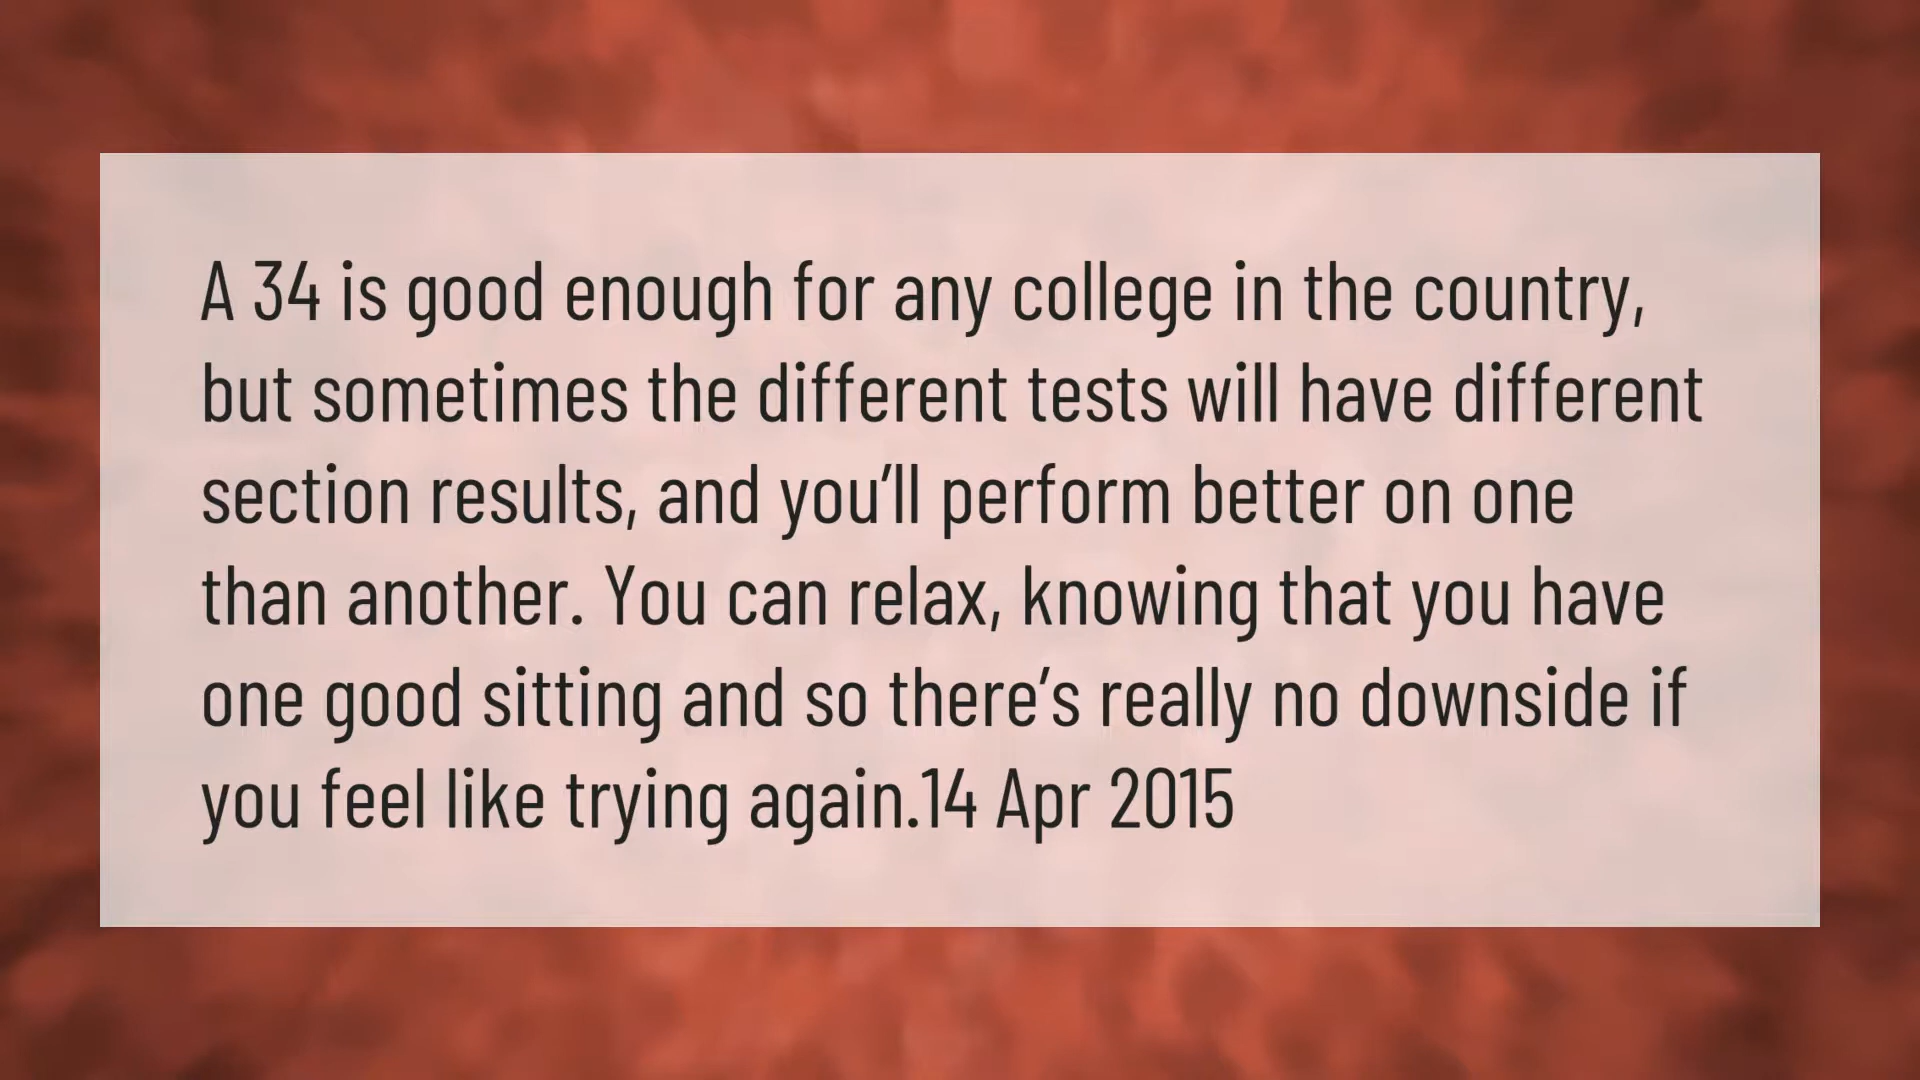 A 34 is good enough for any college in the country,
but sometimes the different tests will have different
section results, and you’ll perform better on one
than another. You can relax, knowing that you have
one good sitting and so there’s really no downside if
you feel like trying again.14 Apr 2015